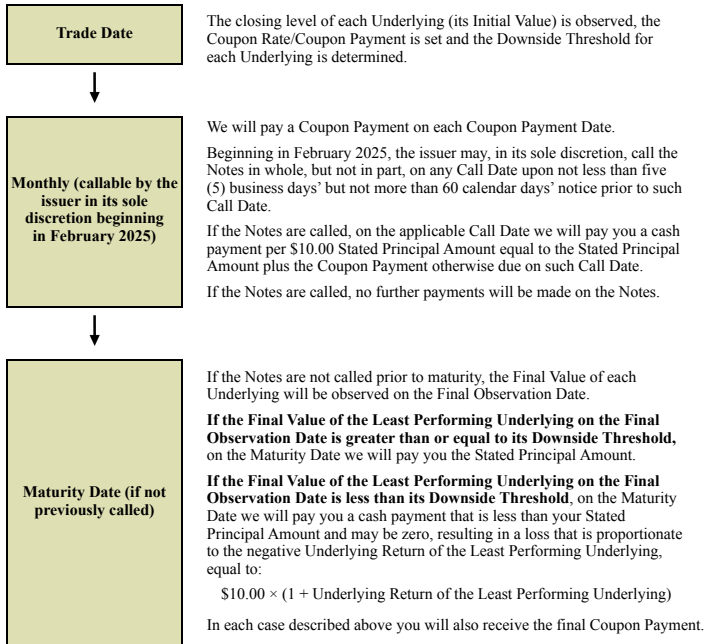 Trade Date
The closing level of each Underlying (its Initial Value) is observed, the
Coupon Rate/Coupon Payment is set and the Downside Threshold for
each Underlying is determined.
Monthly (callable by the
issuer in its sole
discretion beginning
in February 2025)
We will pay a Coupon Payment on each Coupon Payment Date.
Beginning in February 2025, the issuer may, in its sole discretion, call the
Notes in whole, but not in part, on any Call Date upon not less than five
(5) business days’ but not more than 60 calendar days’ notice prior to such
Call Date.
If the Notes are called, on the applicable Call Date we will pay you a cash
payment per $10.00 Stated Principal Amount equal to the Stated Principal
Amount plus the Coupon Payment otherwise due on such Call Date.
If the Notes are called, no further payments will be made on the Notes.
Maturity Date (if not
previously called)
If the Notes are not called prior to maturity, the Final Value of each
Underlying will be observed on the Final Observation Date.
If the Final Value of the Least Performing Underlying on the Final
Observation Date is greater than or equal to its Downside Threshold,
on the Maturity Date we will pay you the Stated Principal Amount.
If the Final Value of the Least Performing Underlying on the Final
Observation Date is less than its Downside Threshold, on the Maturity
Date we will pay you a cash payment that is less than your Stated
Principal Amount and may be zero, resulting in a loss that is proportionate
to the negative Underlying Return of the Least Performing Underlying,
equal to:
$10.00 × (1 + Underlying Return of the Least Performing Underlying)
In each case described above you will also receive the final Coupon Payment.